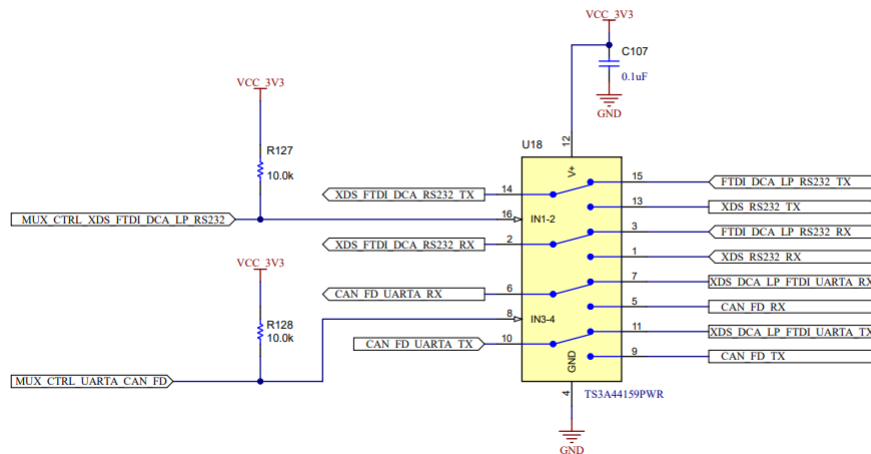 VCC_3V3
C107
0.1uF
GND
VCC_3V3
R127
10.0k
U18
12
V+
XDS_FTDI_DCA_RS232_TX
14
15
FTDI_DCA_LP_RS232_TX
MUX_CTRL_XDS_FTDI_DCA_LP_RS232
16
IN1-2
13
XDS_RS232_TX
XDS_FTDI_DCA_RS232_RX
2
3
FTDI_DCA_LP_RS232_RX
1
XDS_RS232_RX
VCC_3V3
7
XDS_DCA_LP_FTDI_UARTA_RX
CAN_FD_UARTA_RX
6
5
CAN_FD_RX
R128
10.0k
8
IN3-4
11
XDS_DCA_LP_FTDI_UARTA_TX
CAN_FD_UARTA_TX
10
9
CAN_FD_TX
GND
MUX_CTRL_UARTA_CAN_FD
4
TS3A44159PWR
GND